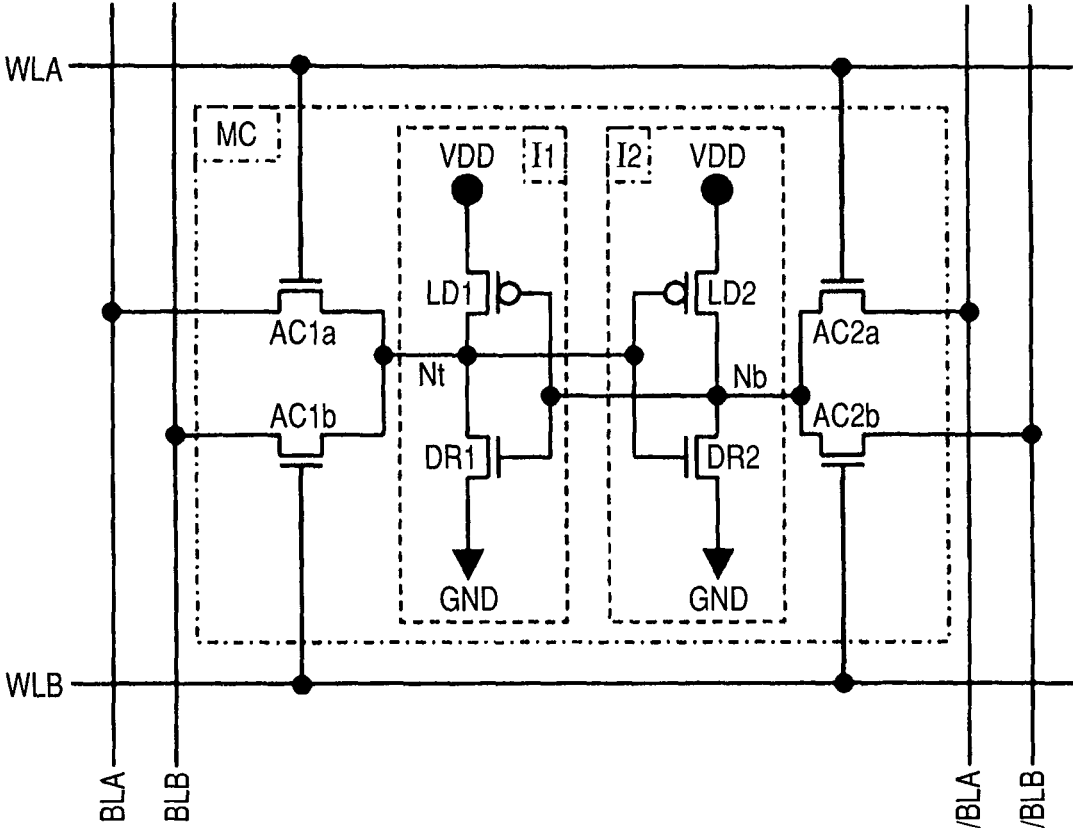 WLA
MC
VDD
I1
I2
VDD
LD1
LD2
AC1a
AC2a
Nt
Nb
AC1b
AC2b
DR1
DR2
GND
GND
WLB
BLA
BLB
/BLA
/BLB